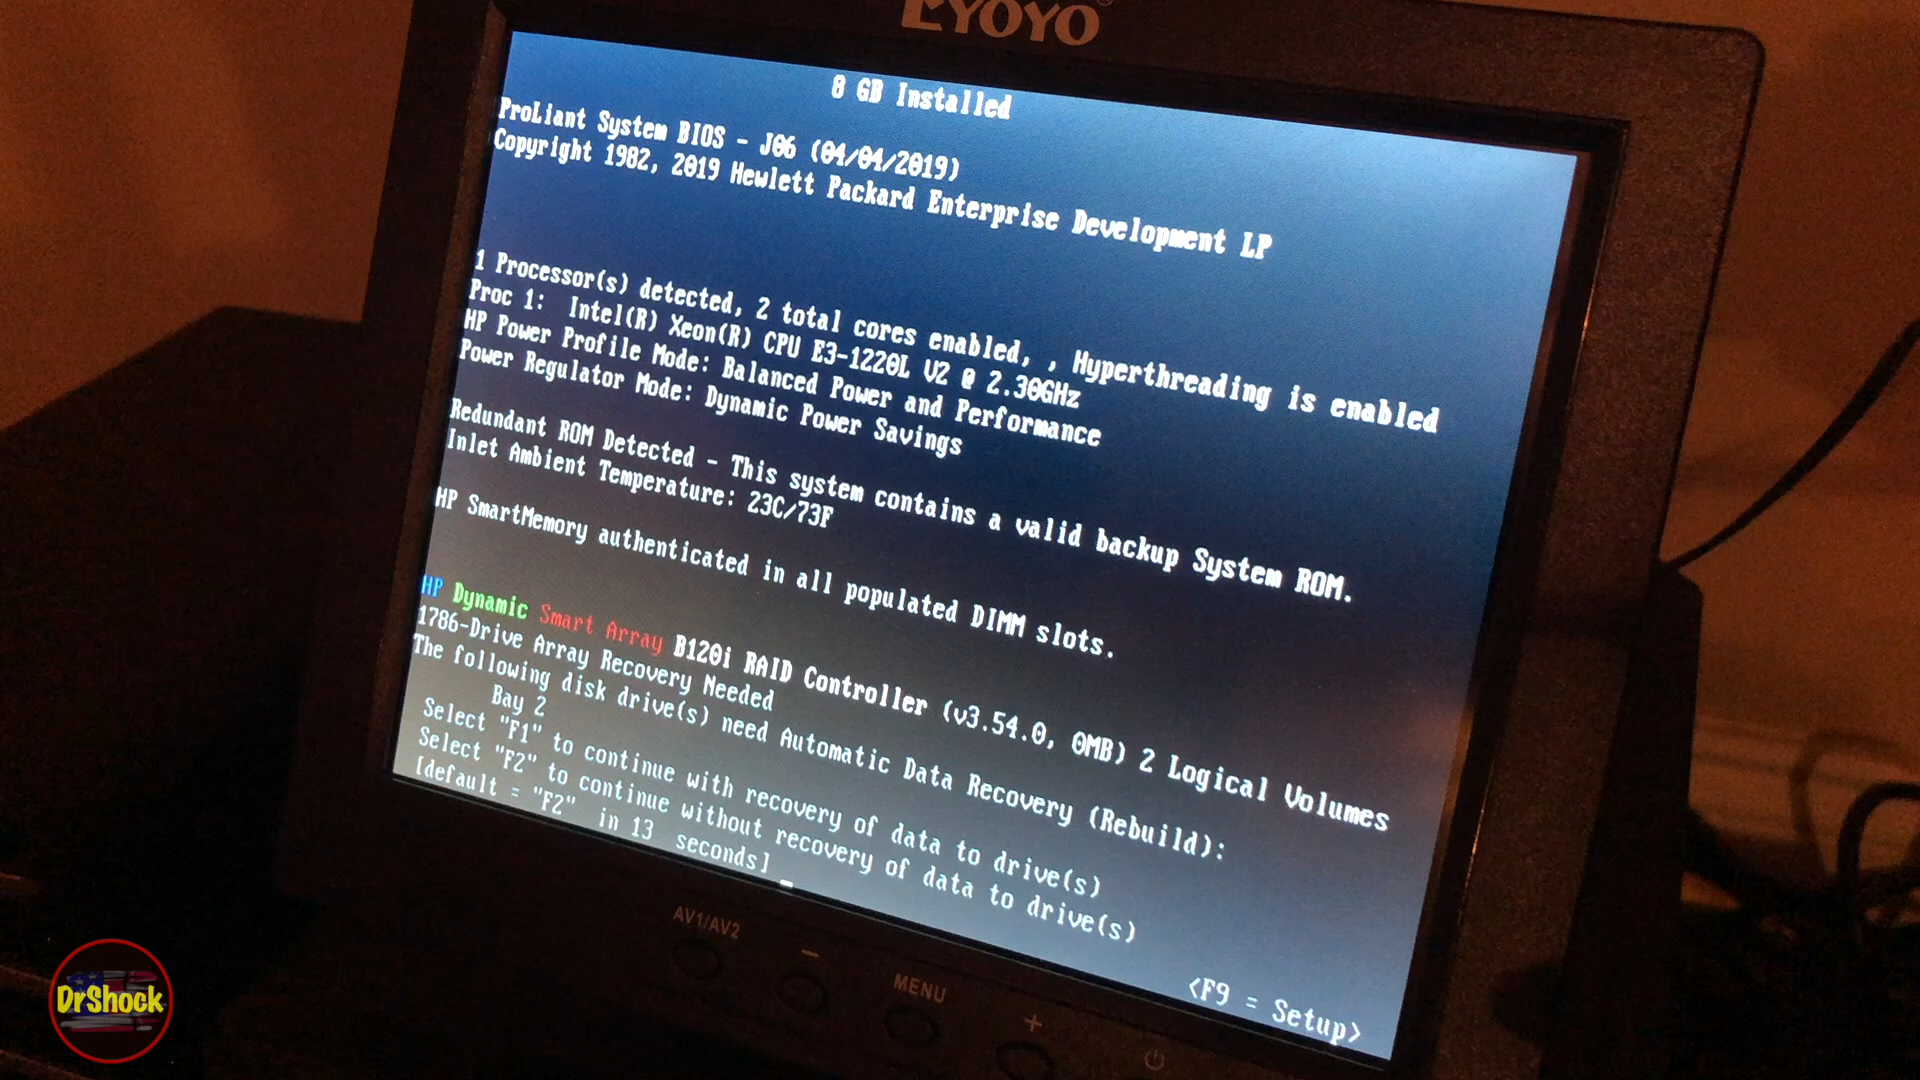 EYOYO
8 GB Installed
ProLiant System BIOS - J06 (04/04/2019)
Copyright 1982, 2019 Hewlett Packard Enterprise Development LP
1 Processor(s) detected, 2 total cores enabled, , Hyperthreading is enabled
Proc 1: Intel(R) Xeon(R) CPU E3-1220L V2 @ 2.30GHz
HP Power Profile Mode: Balanced Power and Performance
Power Regulator Mode: Dynamic Power Savings
Redundant ROM Detected - This system contains a valid backup System ROM.
Inlet Ambient Temperature: 23C/73F
HP SmartMemory authenticated in all populated DIMM slots.
HP Dynamic Smart Array B120i RAID Controller (v3.54.0, 0MB) 2 Logical Volumes
1786-Drive Array Recovery Needed
The following disk drive(s) need Automatic Data Recovery (Rebuild):
Bay 2
Select "F1" to continue with recovery of data to drive(s)
Select "F2" to continue without recovery of data to drive(s)
[default = "F2" in 13 seconds]
<F9 = Setup>
AV1/AV2
-
MENU
+
DrShock